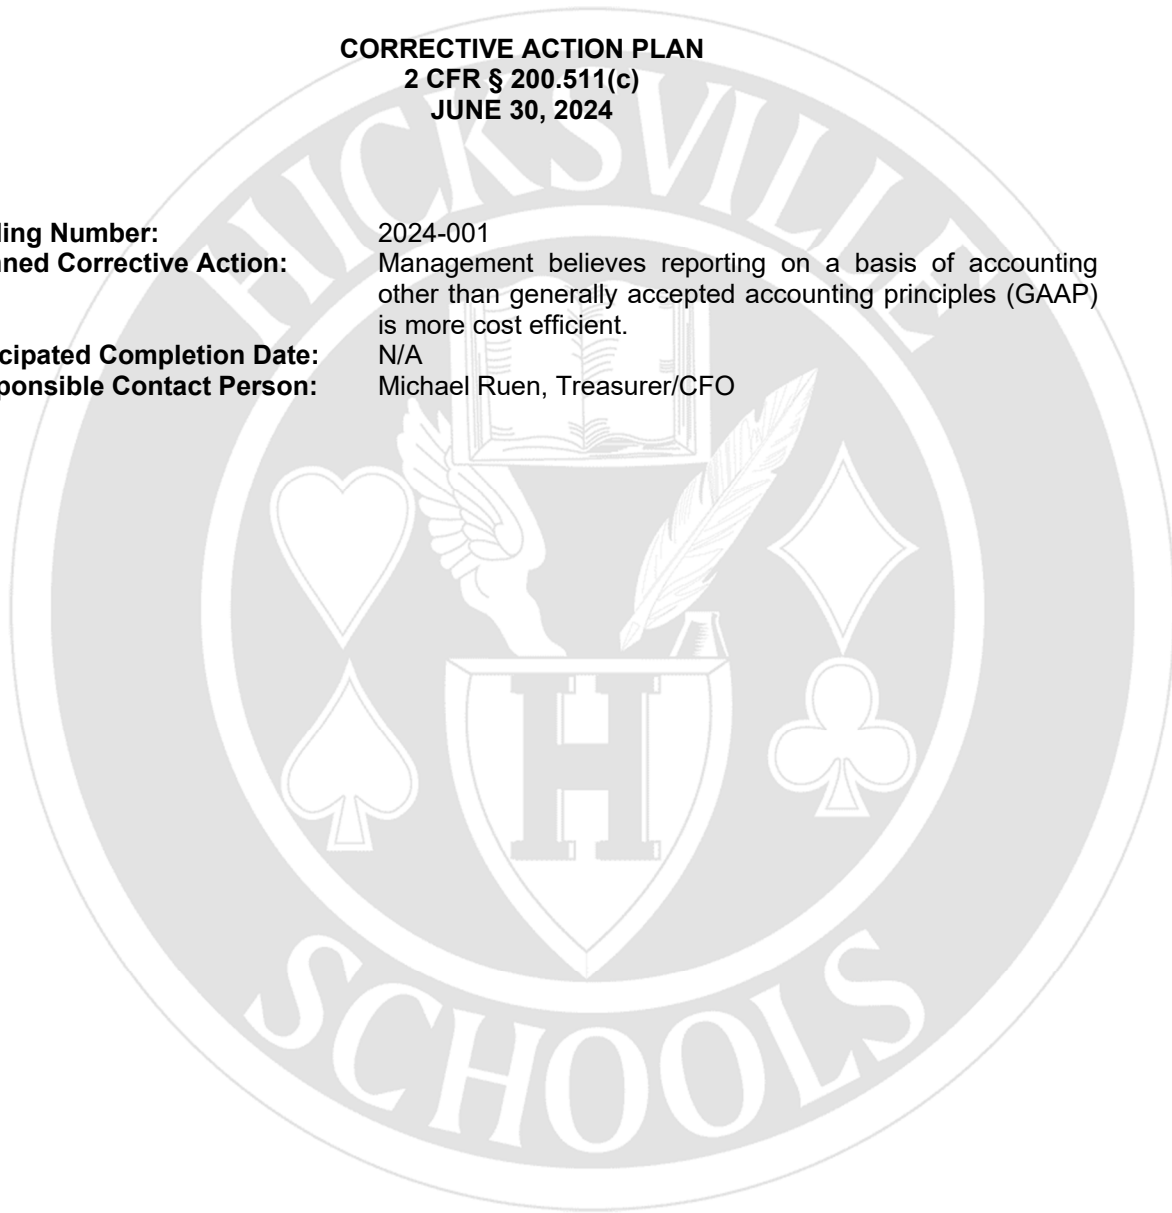 CORRECTIVE ACTION PLAN
2 CFR § 200.511(c)
JUNE 30, 2024
HICKSVILLE
ding Number: 2024-001
nned Corrective Action: Management believes reporting on a basis of accounting
other than generally accepted accounting principles (GAAP)
is more cost efficient.
cipated Completion Date: N/A
ponsible Contact Person: Michael Ruen, Treasurer/CFO
H
SCHOOLS